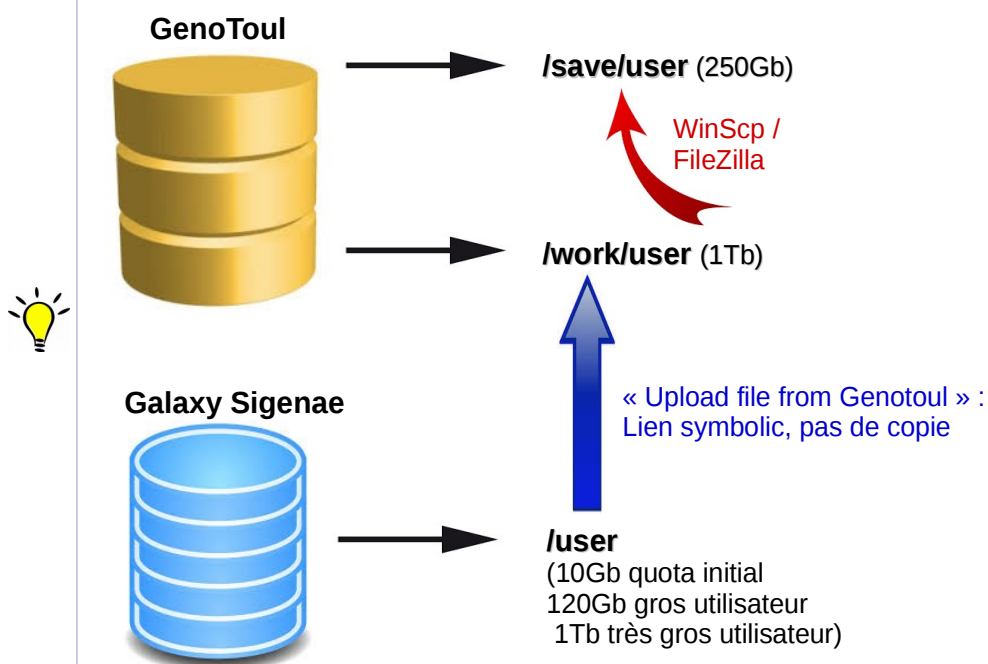 GenoToul
/save/user (250Gb)
WinScp /
FileZilla
/work/user (1Tb)
« Upload file from Genotoul » :
Lien symbolic, pas de copie
Galaxy Sigenae
/user
(10Gb quota initial
120Gb gros utilisateur
1Tb très gros utilisateur)